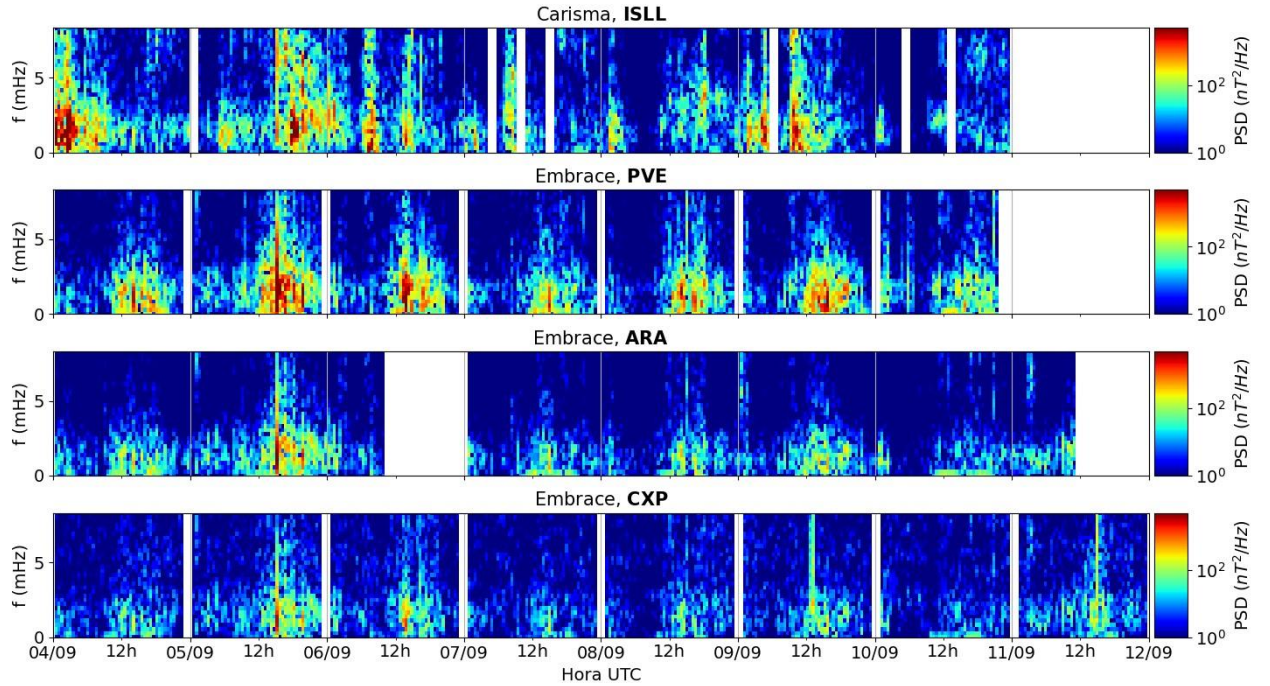 Carisma, ISLL
f (mHz)
5
0
PSD (nT²/Hz)
10²
10⁰
Embrace, PVE
f (mHz)
5
0
PSD (nT²/Hz)
10²
10⁰
Embrace, ARA
f (mHz)
5
0
PSD (nT²/Hz)
10²
10⁰
Embrace, CXP
f (mHz)
5
0
PSD (nT²/Hz)
10²
10⁰
04/09 12h 05/09 12h 06/09 12h 07/09 12h 08/09 12h 09/09 12h 10/09 12h 11/09 12h 12/09
Hora UTC